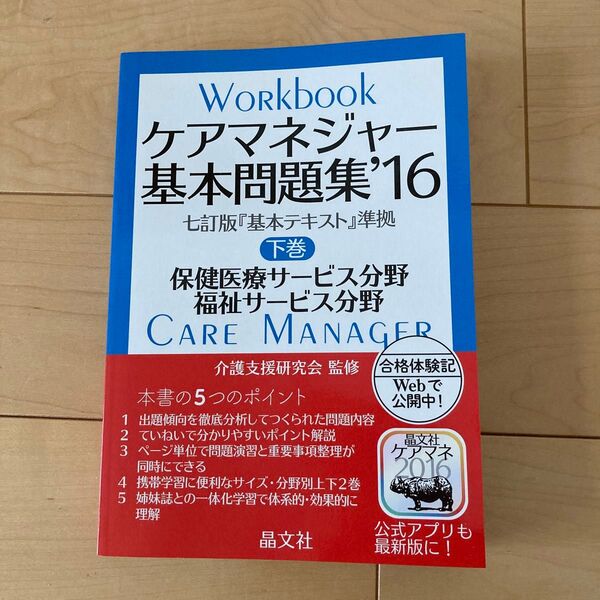 Workbook
ケアマネジャー
基本問題集'16
七訂版『基本テキスト』準拠
下巻
保健医療サービス分野
福祉サービス分野
CARE MANAGER
介護支援研究会 監修
本書の5つのポイント
1 出題傾向を徹底分析してつくられた問題内容
2 ていねいで分かりやすいポイント解説
3 ページ単位で問題演習と重要事項整理が
同時にできる
4 携帯学習に便利なサイズ・分野別上下2巻
5 姉妹誌との一体化学習で体系的・効果的に
理解
合格体験記
Webで
公開中!
晶文社
ケアマネ
2016
公式アプリも
最新版に!
晶文社